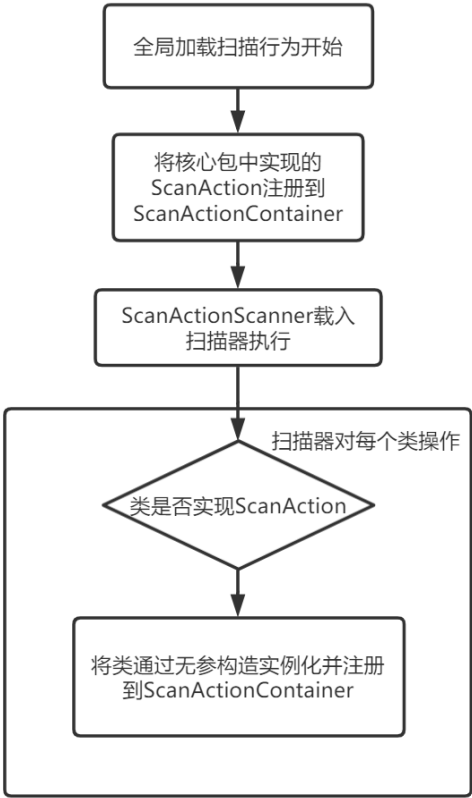 全局加载扫描行为开始
将核心包中实现的
ScanAction注册到
ScanActionContainer
ScanActionScanner载入
扫描器执行
扫描器对每个类操作
类是否实现ScanAction
将类通过无参构造实例化并注册
到ScanActionContainer